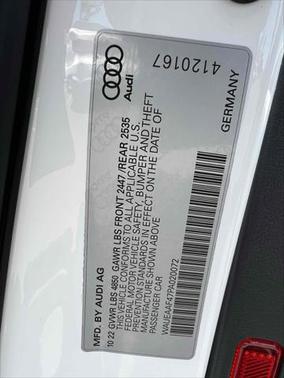 Audi
4120167
MFD. BY AUDI AG
10 22 GVWR LBS 4860 GAWR LBS FRONT 2447 /REAR 2535
THIS VEHICLE CONFORMS TO ALL APPLICABLE U.S.
FEDERAL MOTOR VEHICLE SAFETY, BUMPER AND THEFT
PREVENTION STANDARDS IN EFFECT ON THE DATE OF
MANUFACTURE SHOWN ABOVE
PASSENGER CAR
WAUEAAF47PA020072
GERMANY